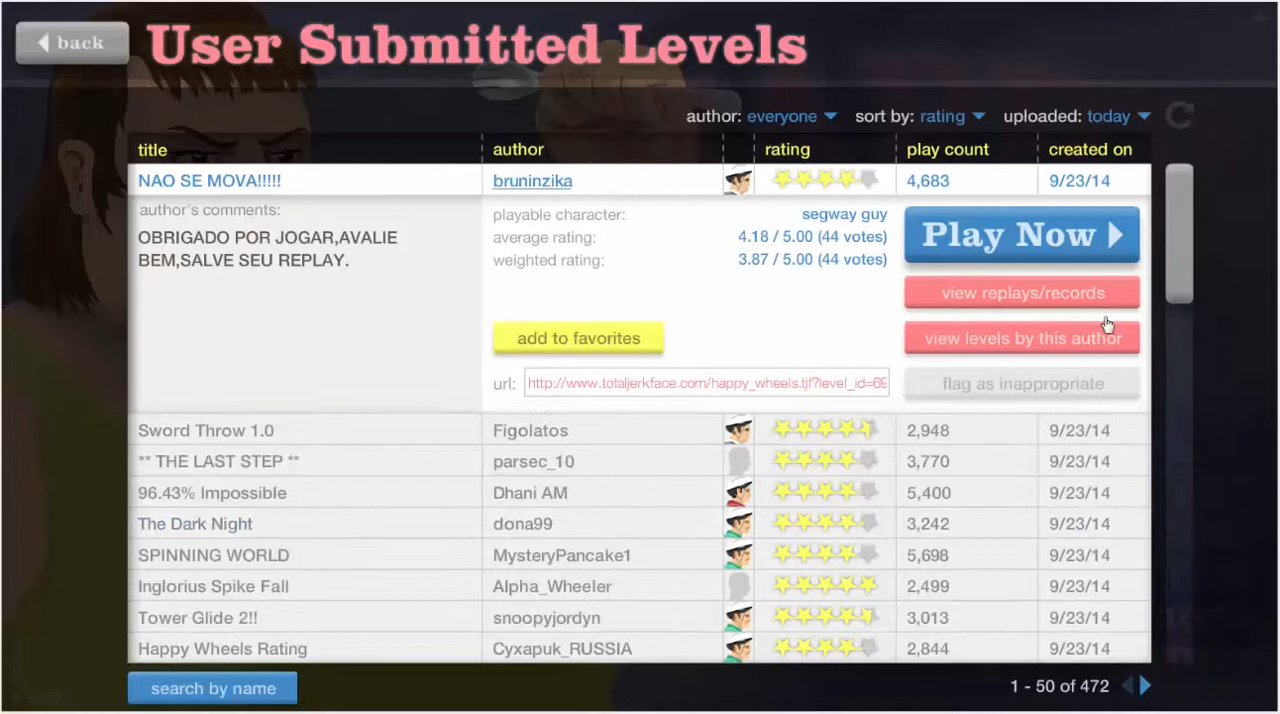 back
User Submitted Levels
author: everyone sort by: rating uploaded: today
title author rating play count created on
NAO SE MOVA!!!!! bruninzika 4,683 9/23/14
author's comments:
OBRIGADO POR JOGAR,AVALIE
BEM,SALVE SEU REPLAY.
playable character: segway guy
average rating: 4.18 / 5.00 (44 votes)
weighted rating: 3.87 / 5.00 (44 votes)
add to favorites
url: http://www.totaljerkface.com/happy_wheels.tjf?level_id=69
Play Now
view replays/records
view levels by this author
flag as inappropriate
Sword Throw 1.0 Figolatos 2,948 9/23/14
** THE LAST STEP ** parsec_10 3,770 9/23/14
96.43% Impossible Dhani AM 5,400 9/23/14
The Dark Night dona99 3,242 9/23/14
SPINNING WORLD MysteryPancake1 5,698 9/23/14
Inglorius Spike Fall Alpha_Wheeler 2,499 9/23/14
Tower Glide 2!! snoopyjordyn 3,013 9/23/14
Happy Wheels Rating Cyxapuk_RUSSIA 2,844 9/23/14
search by name 1 - 50 of 472